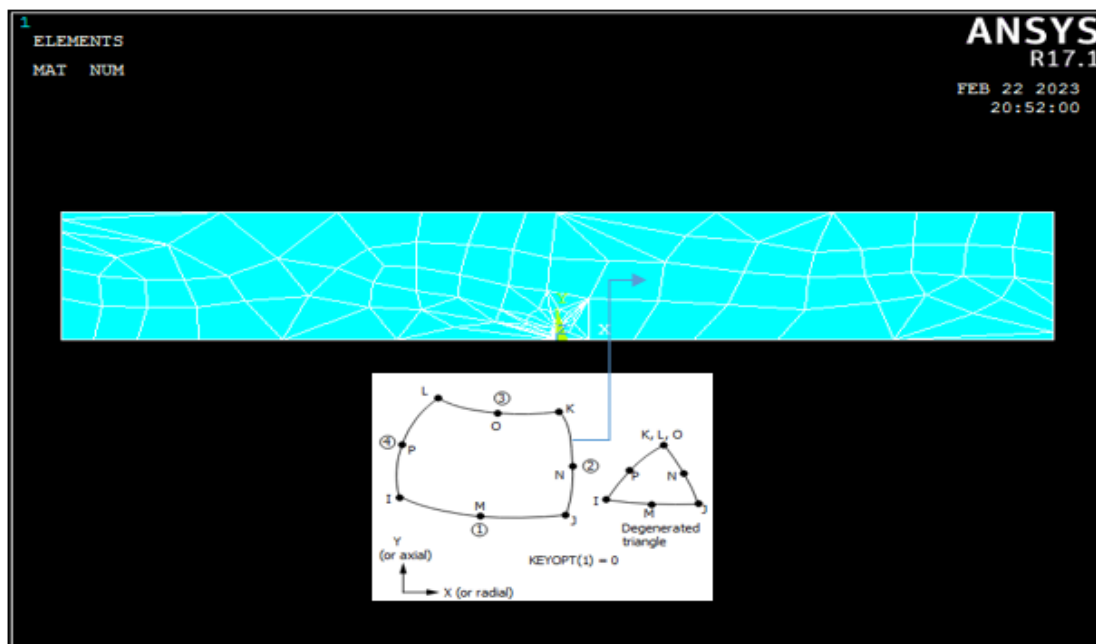 1
ELEMENTS
MAT NUM
ANSYS
R17.1
FEB 22 2023
20:52:00
Y
Z
X
L
③
K
O
④
P
N
②
I
M
①
J
K, L, O
P
N
I
M
J
Degenerated
triangle
Y
(or axial)
KEYOPT(1) = 0
X (or radial)